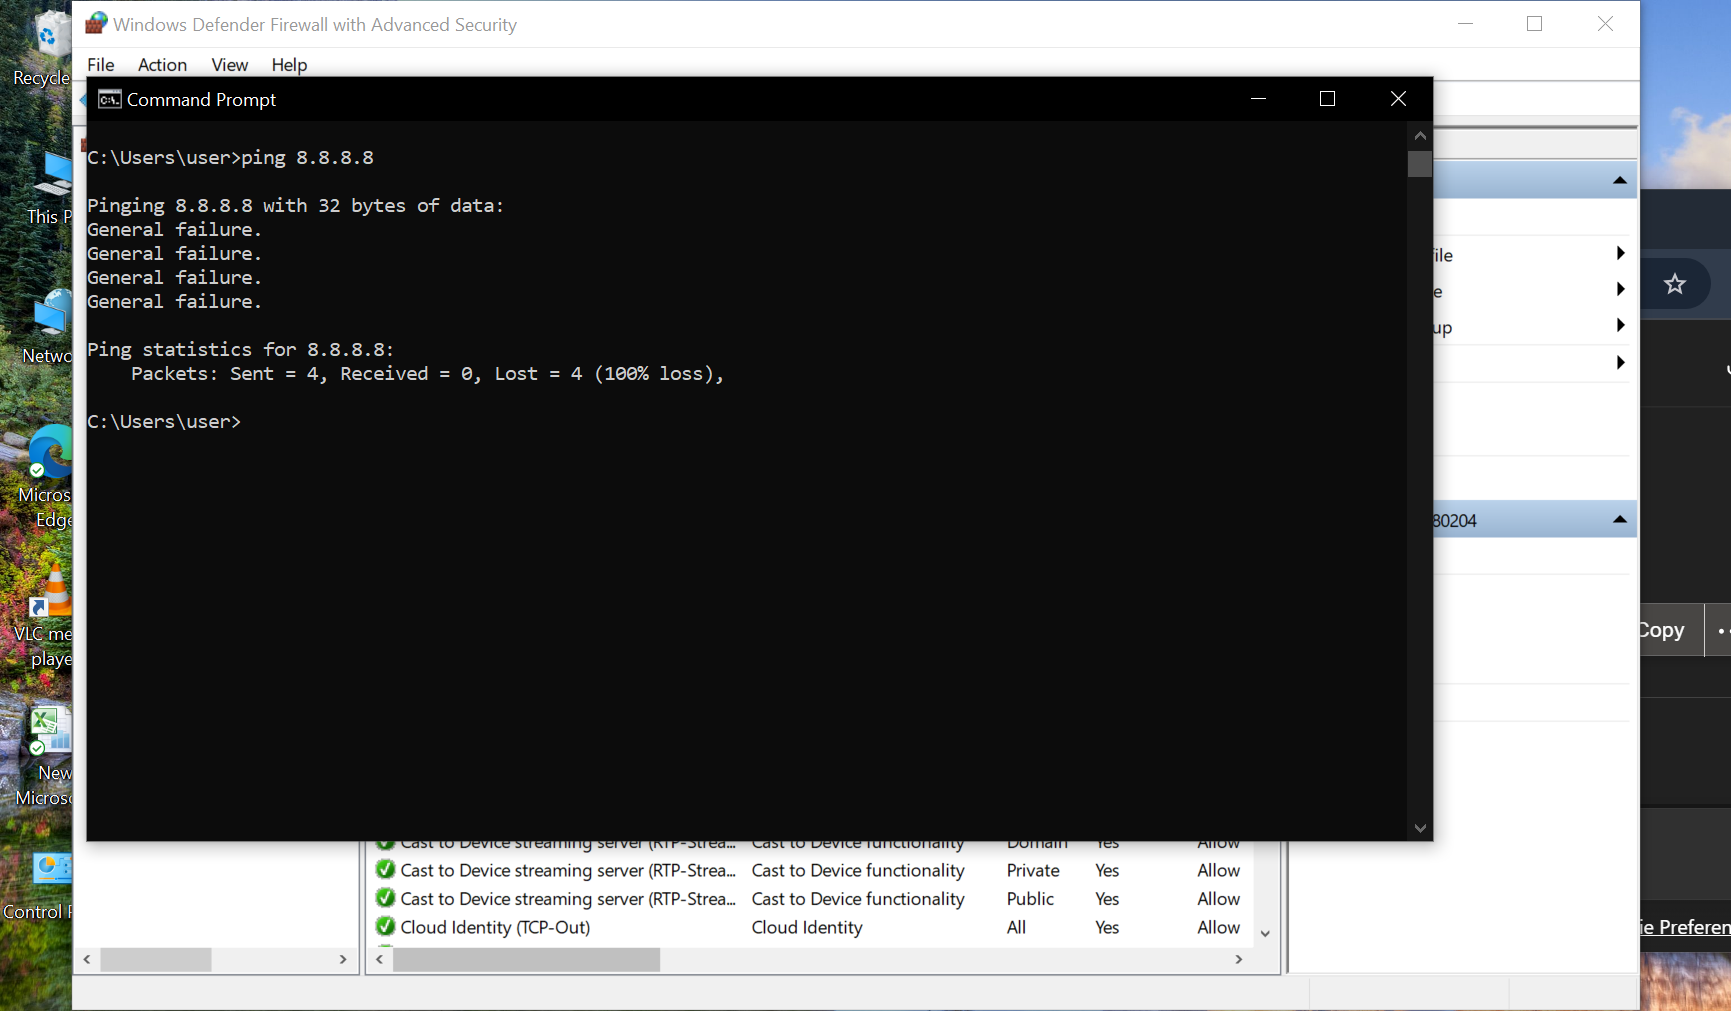 Windows Defender Firewall with Advanced Security
File Action View Help
Command Prompt
C:\Users\user>ping 8.8.8.8
Pinging 8.8.8.8 with 32 bytes of data:
General failure.
General failure.
General failure.
General failure.
Ping statistics for 8.8.8.8:
Packets: Sent = 4, Received = 0, Lost = 4 (100% loss),
C:\Users\user>
Recycle
This P
Netwo
Micros
Edge
VLC me
playe
New
Microso
Control P
ile
e
up
80204
Copy
ie Preferen
Cast to Device streaming server (RTP-Strea... Cast to Device functionality Domain Yes Allow
Cast to Device streaming server (RTP-Strea... Cast to Device functionality Private Yes Allow
Cast to Device streaming server (RTP-Strea... Cast to Device functionality Public Yes Allow
Cloud Identity (TCP-Out) Cloud Identity All Yes Allow